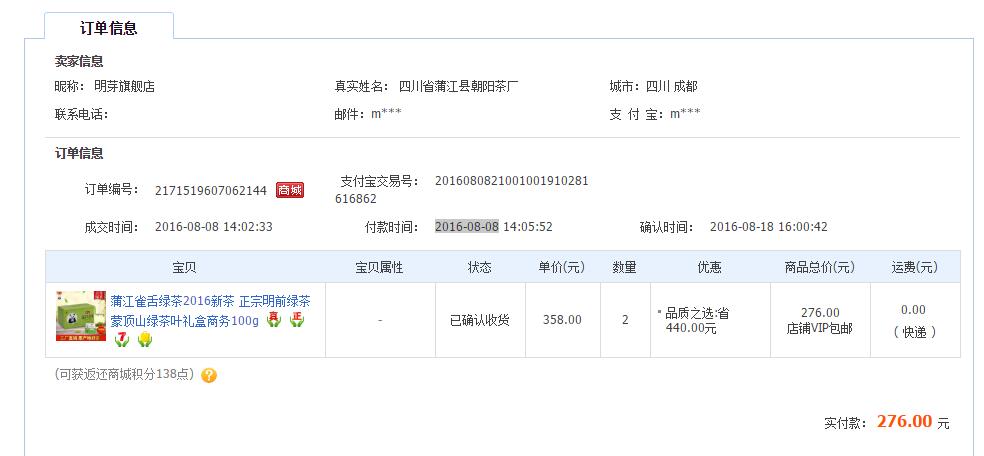 订单信息
卖家信息
昵称: 明芽旗舰店 真实姓名: 四川省蒲江县朝阳茶厂 城市: 四川 成都
联系电话: 邮件: m*** 支 付 宝: m***
订单信息
订单编号: 2171519607062144 商城 支付宝交易号: 2016080821001001910281
616862
成交时间: 2016-08-08 14:02:33 付款时间: 2016-08-08 14:05:52 确认时间: 2016-08-18 16:00:42
宝贝 宝贝属性 状态 单价(元) 数量 优惠 商品总价(元) 运费(元)
蒲江雀舌绿茶2016新茶 正宗明前绿茶
蒙顶山绿茶叶礼盒商务100g 真 正
7
- 已确认收货 358.00 2
品质之选:省
440.00元
276.00
店铺VIP包邮
0.00
( 快递 )
(可获返还商城积分138点) ?
实付款: 276.00 元